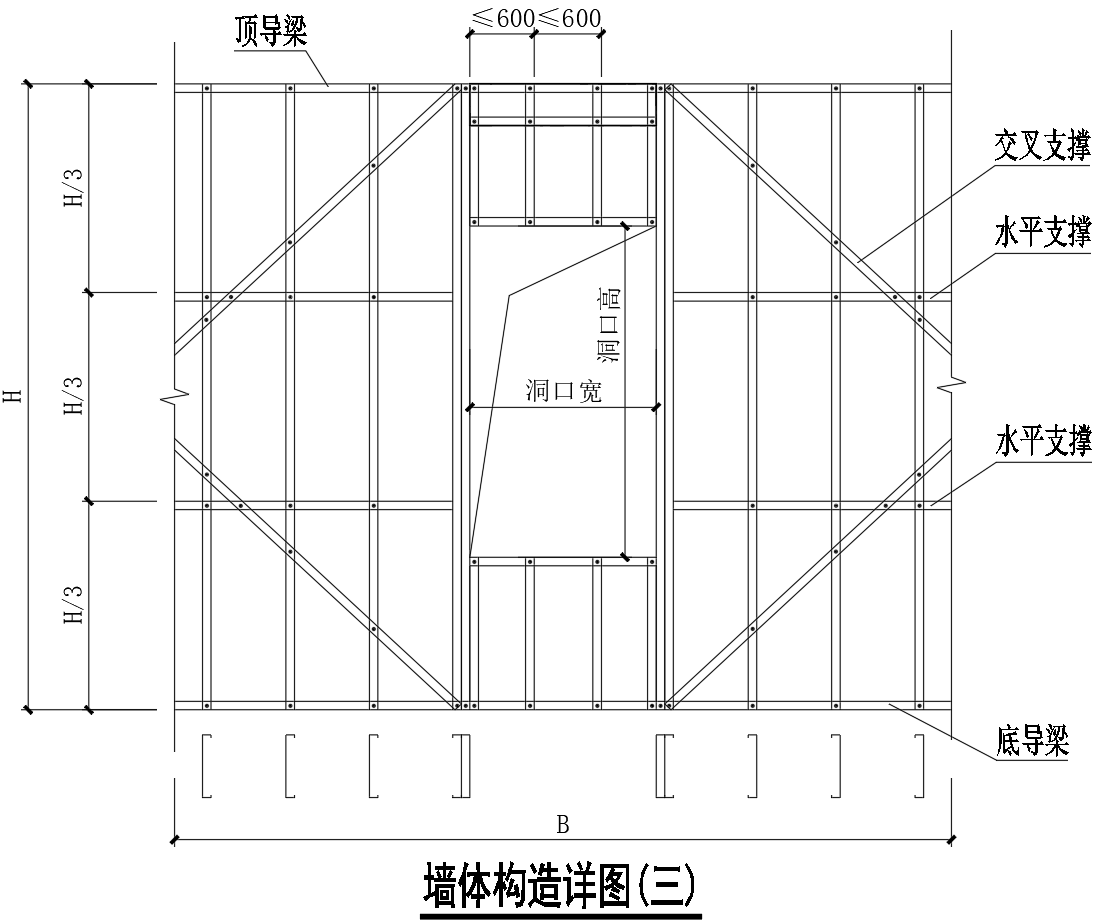 ≤600 ≤600
顶导梁
交叉支撑
H/3
水平支撑
洞口高
H
H/3
洞口宽
水平支撑
H/3
底导梁
B
墙体构造详图(三)